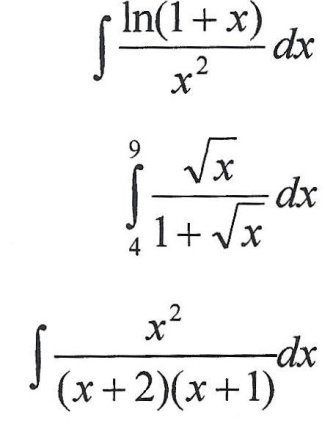 ∫ ln(1+x)/x² dx
∫₄⁹ √x/(1+√x) dx
∫ x²/((x+2)(x+1)) dx